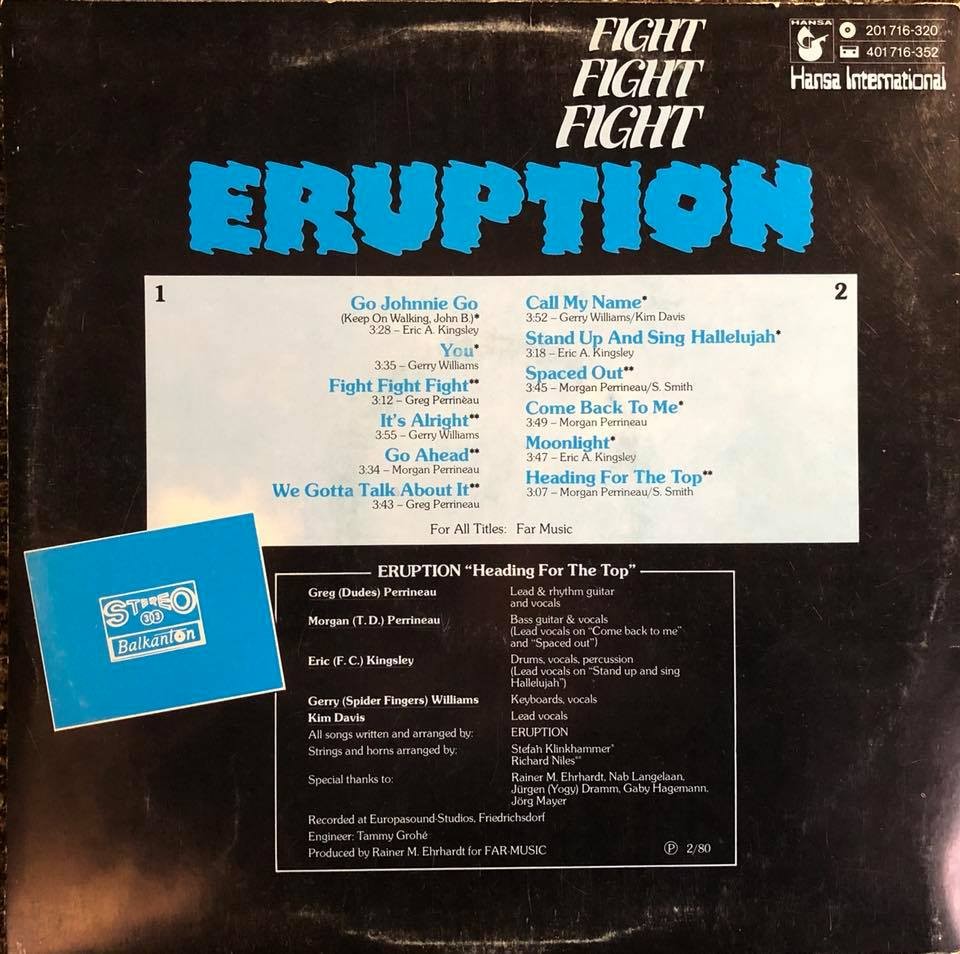 FIGHT
FIGHT
FIGHT
HANSA
201 716-320
401 716-352
Hansa International
ERUPTION
1
Go Johnnie Go
(Keep On Walking, John B.)*
3:28 – Eric A. Kingsley
You*
3:35 – Gerry Williams
Fight Fight Fight**
3:12 – Greg Perrineau
It's Alright**
3:55 – Gerry Williams
Go Ahead**
3:34 – Morgan Perrineau
We Gotta Talk About It**
3:43 – Greg Perrineau
2
Call My Name*
3:52 – Gerry Williams/Kim Davis
Stand Up And Sing Hallelujah*
3:18 – Eric A. Kingsley
Spaced Out**
3:45 – Morgan Perrineau/S. Smith
Come Back To Me*
3:49 – Morgan Perrineau
Moonlight*
3:47 – Eric A. Kingsley
Heading For The Top**
3:07 – Morgan Perrineau/S. Smith
For All Titles: Far Music
STEREO
33
Balkanton
ERUPTION "Heading For The Top"
Greg (Dudes) Perrineau Lead & rhythm guitar
and vocals
Morgan (T. D.) Perrineau Bass guitar & vocals
(Lead vocals on "Come back to me"
and "Spaced out")
Eric (F. C.) Kingsley Drums, vocals, percussion
(Lead vocals on "Stand up and sing
Hallelujah")
Gerry (Spider Fingers) Williams Keyboards, vocals
Kim Davis Lead vocals
All songs written and arranged by: ERUPTION
Strings and horns arranged by: Stefan Klinkhammer*
Richard Niles**
Special thanks to: Rainer M. Ehrhardt, Nab Langelaan,
Jürgen (Yogy) Dramm, Gaby Hagemann,
Jörg Mayer
Recorded at Europasound-Studios, Friedrichsdorf
Engineer: Tammy Grohé
Produced by Rainer M. Ehrhardt for FAR-MUSIC
℗ 2/80